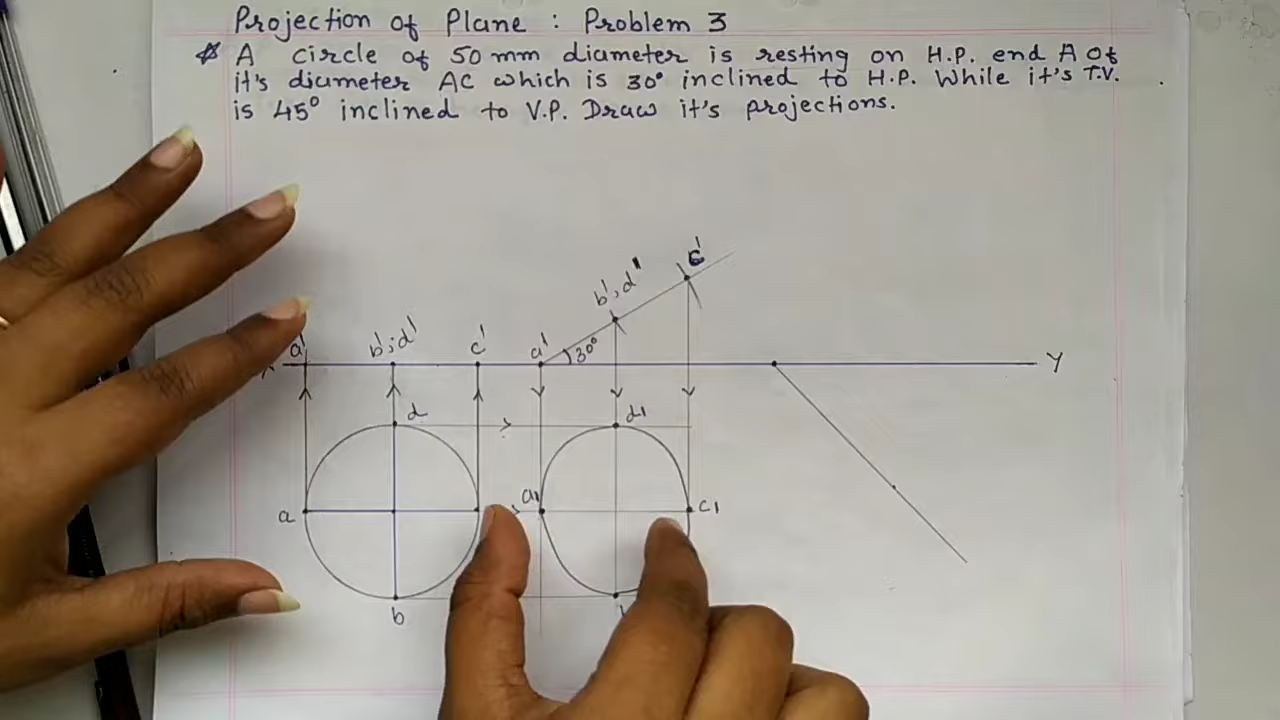 Projection of Plane : Problem 3
A circle of 50 mm diameter is resting on H.P. end A of
it's diameter AC which is 30° inclined to H.P. While it's T.V.
is 45° inclined to V.P. Draw it's projections.
c'
b', d'
a' b', d' c' a' 30° Y
d d1
a a1 c1
b